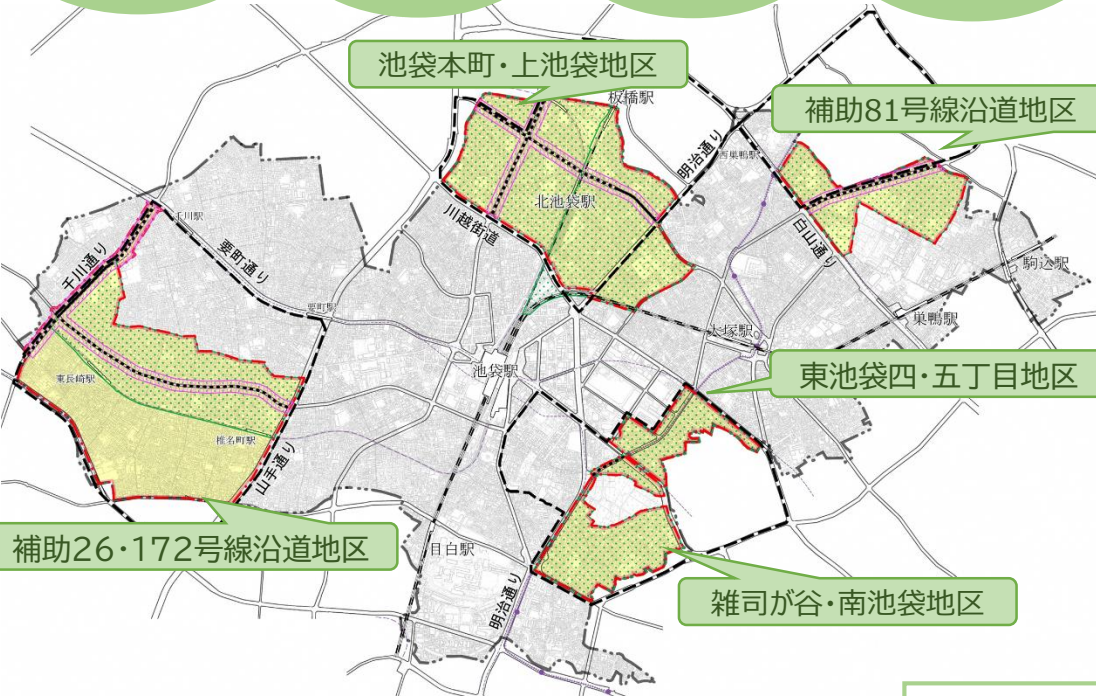 池袋本町・上池袋地区
板橋駅
補助81号線沿道地区
明治通り
西巣鴨駅
北池袋駅
川越街道
白山通り
千川駅
千川通り
要町通り
要町駅
駒込駅
巣鴨駅
大塚駅
池袋駅
東長崎駅
東池袋四・五丁目地区
椎名町駅
山手通り
補助26・172号線沿道地区
目白駅
明治通り
雑司が谷・南池袋地区